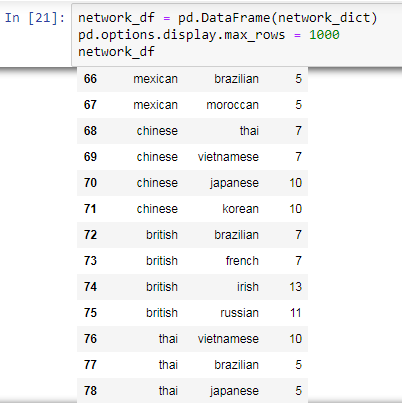 In [21]: network_df = pd.DataFrame(network_dict)
pd.options.display.max_rows = 1000
network_df
66 mexican brazilian 5
67 mexican moroccan 5
68 chinese thai 7
69 chinese vietnamese 7
70 chinese japanese 10
71 chinese korean 10
72 british brazilian 7
73 british french 7
74 british irish 13
75 british russian 11
76 thai vietnamese 10
77 thai brazilian 5
78 thai japanese 5